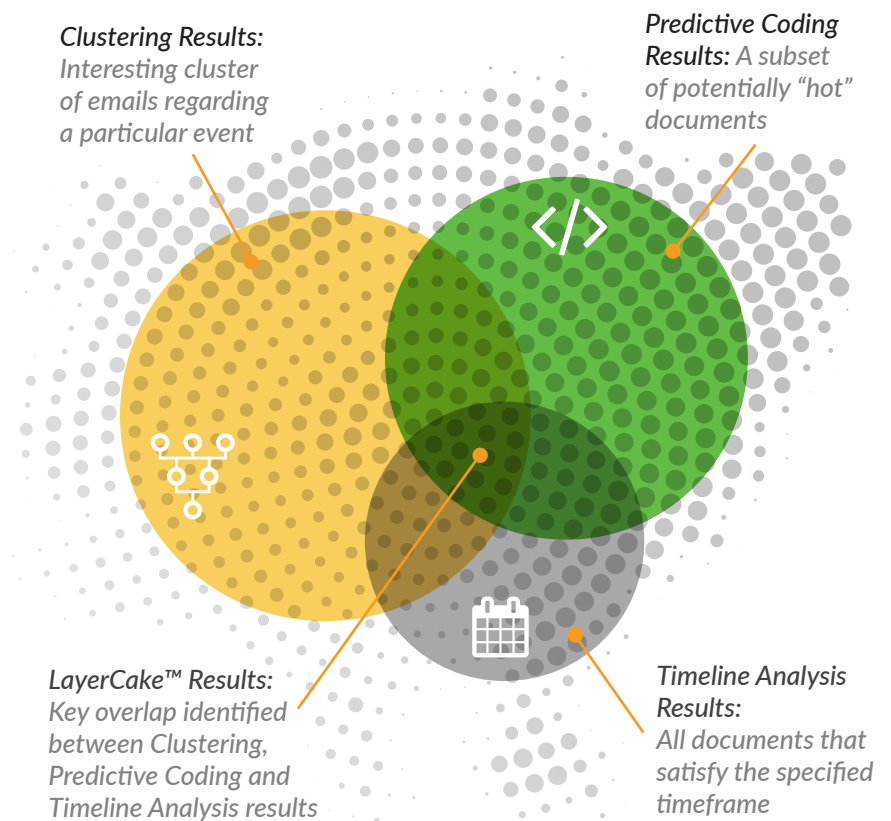 Clustering Results:
Interesting cluster
of emails regarding
a particular event
Predictive Coding
Results: A subset
of potentially “hot”
documents
</>
LayerCake™ Results:
Key overlap identified
between Clustering,
Predictive Coding and
Timeline Analysis results
Timeline Analysis
Results:
All documents that
satisfy the specified
timeframe